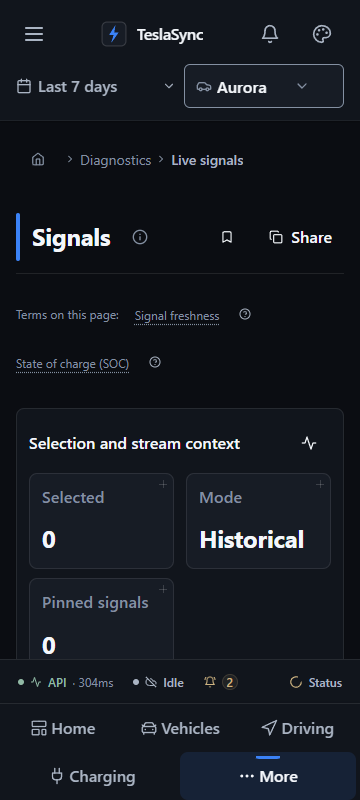 TeslaSync
Last 7 days
Aurora
Diagnostics
Live signals
Signals
Share
Terms on this page:
Signal freshness
State of charge (SOC)
Selection and stream context
Selected
Mode
0
Historical
Pinned signals
0
API · 304ms
Idle
2
Status
Home
Vehicles
Driving
Charging
More